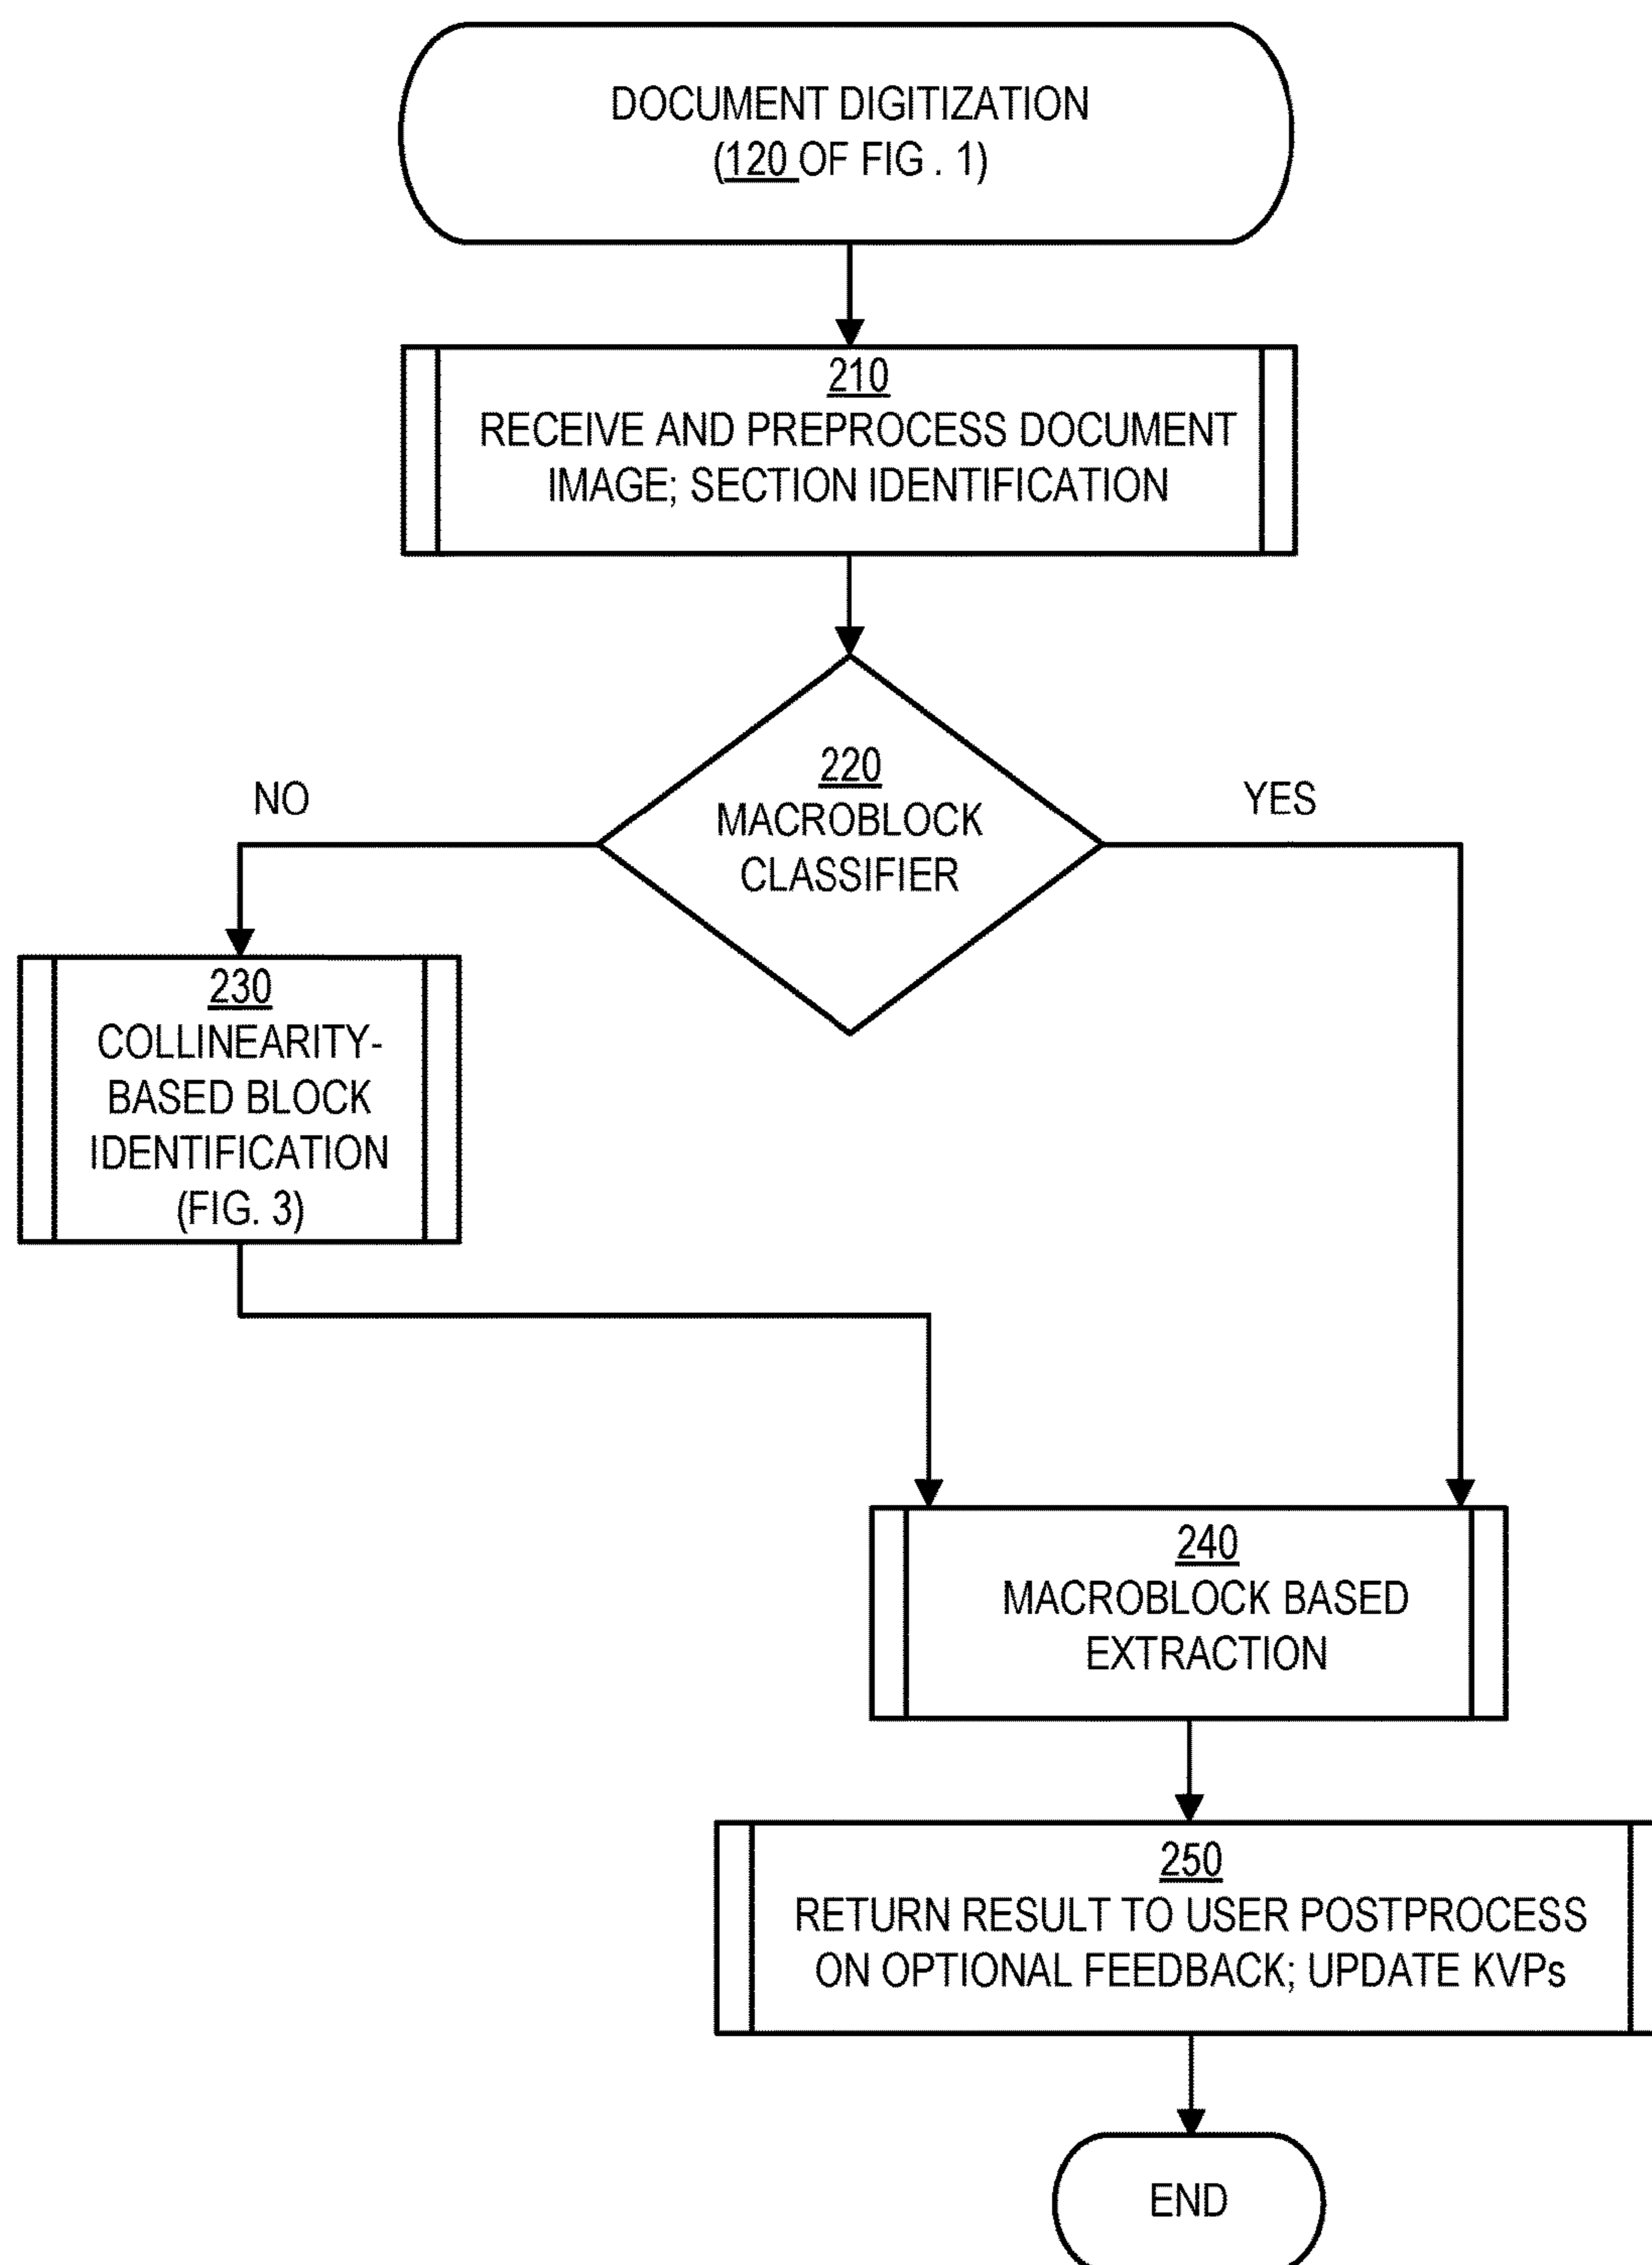 DOCUMENT DIGITIZATION
(120 OF FIG . 1)
210
RECEIVE AND PREPROCESS DOCUMENT
IMAGE; SECTION IDENTIFICATION
220
MACROBLOCK
CLASSIFIER
NO
YES
230
COLLINEARITY-
BASED BLOCK
IDENTIFICATION
(FIG. 3)
240
MACROBLOCK BASED
EXTRACTION
250
RETURN RESULT TO USER POSTPROCESS
ON OPTIONAL FEEDBACK; UPDATE KVPs
END